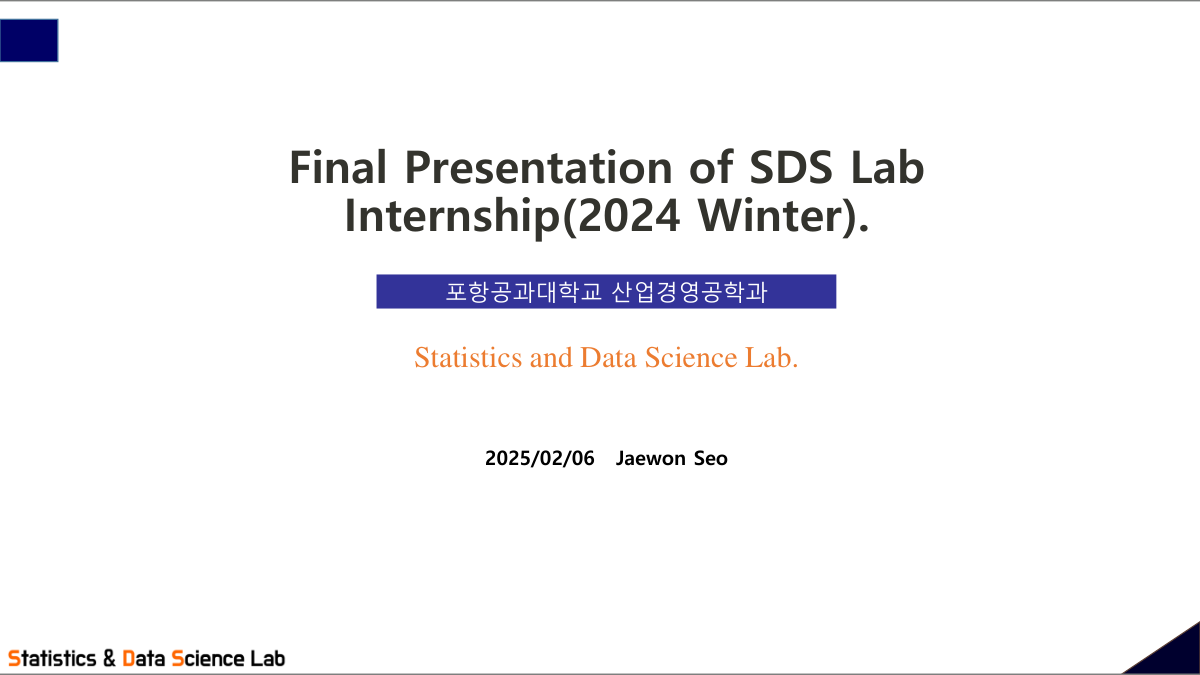 Final Presentation of SDS Lab
Internship(2024 Winter).
포항공과대학교 산업경영공학과
Statistics and Data Science Lab.
2025/02/06 Jaewon Seo
Statistics & Data Science Lab